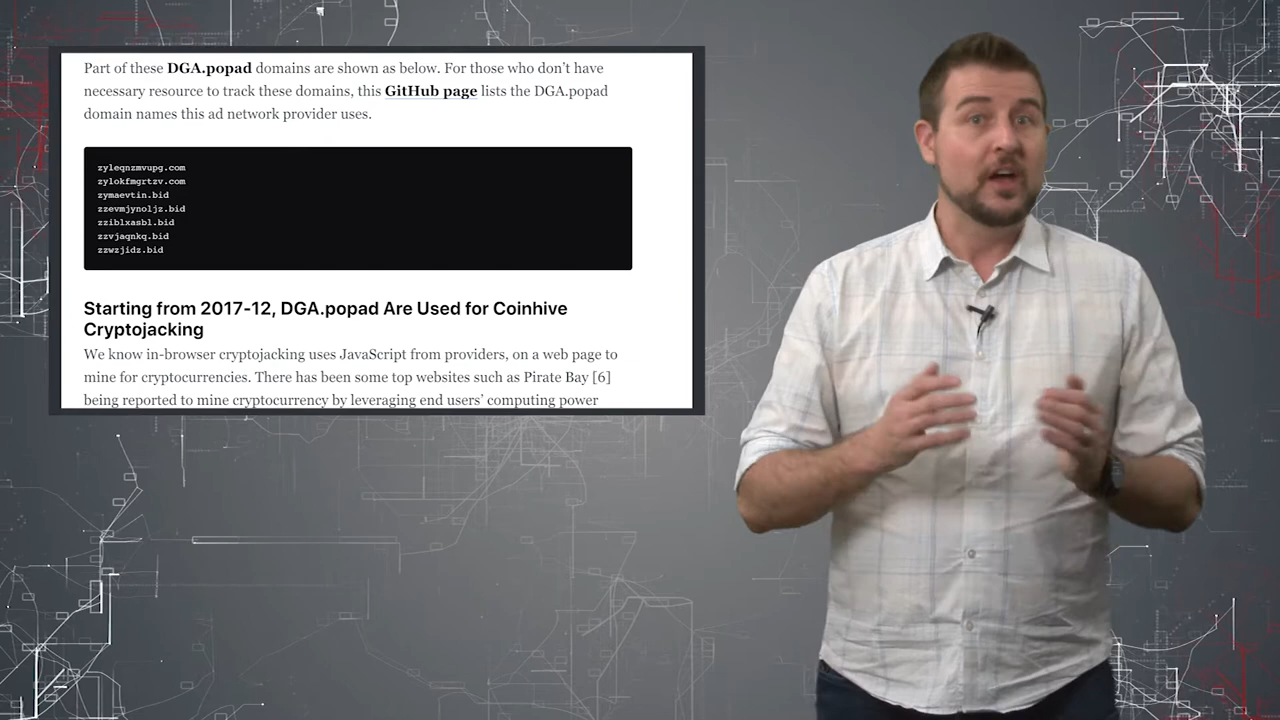 Part of these DGA.popad domains are shown as below. For those who don't have
necessary resource to track these domains, this GitHub page lists the DGA.popad
domain names this ad network provider uses.
zyleqnzmvupg.com
zylokfmgrtzv.com
zymaevtin.bid
zzevmjynoljz.bid
zziblxasbl.bid
zzvjaqnkq.bid
zzwzjidz.bid
Starting from 2017-12, DGA.popad Are Used for Coinhive
Cryptojacking
We know in-browser cryptojacking uses JavaScript from providers, on a web page to
mine for cryptocurrencies. There has been some top websites such as Pirate Bay [6]
being reported to mine cryptocurrency by leveraging end users' computing power